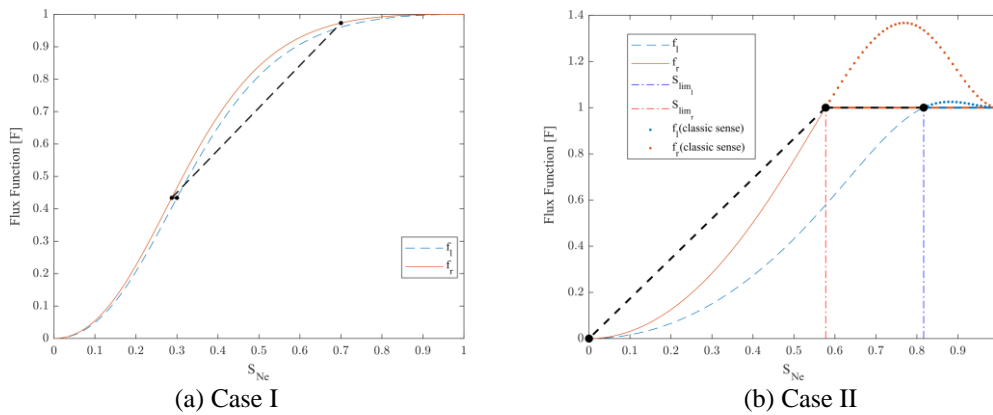 1
0.9
0.8
0.7
0.6
0.5
0.4
0.3
0.2
0.1
0
Flux Function [F]
0 0.1 0.2 0.3 0.4 0.5 0.6 0.7 0.8 0.9 1
S_Ne
f_l
f_r
(a) Case I
1.4
1.2
1
0.8
0.6
0.4
0.2
0
Flux Function [F]
0 0.1 0.2 0.3 0.4 0.5 0.6 0.7 0.8 0.9
S_Ne
f_l
f_r
S_lim_l
S_lim_r
f_l(classic sense)
f_r(classic sense)
(b) Case II